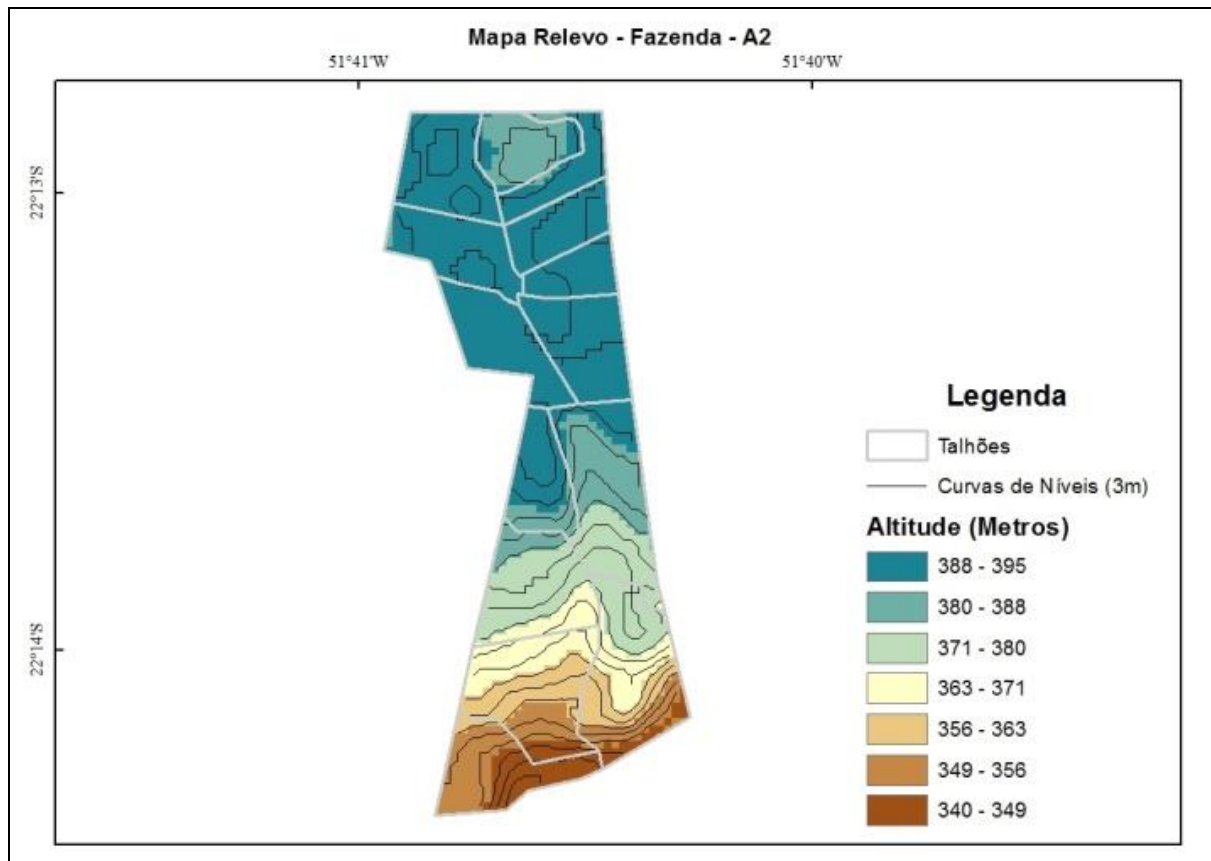 Mapa Relevo - Fazenda - A2
51°41'W
51°40'W
22°13'S
22°14'S
Legenda
Talhões
Curvas de Níveis (3m)
Altitude (Metros)
388 - 395
380 - 388
371 - 380
363 - 371
356 - 363
349 - 356
340 - 349